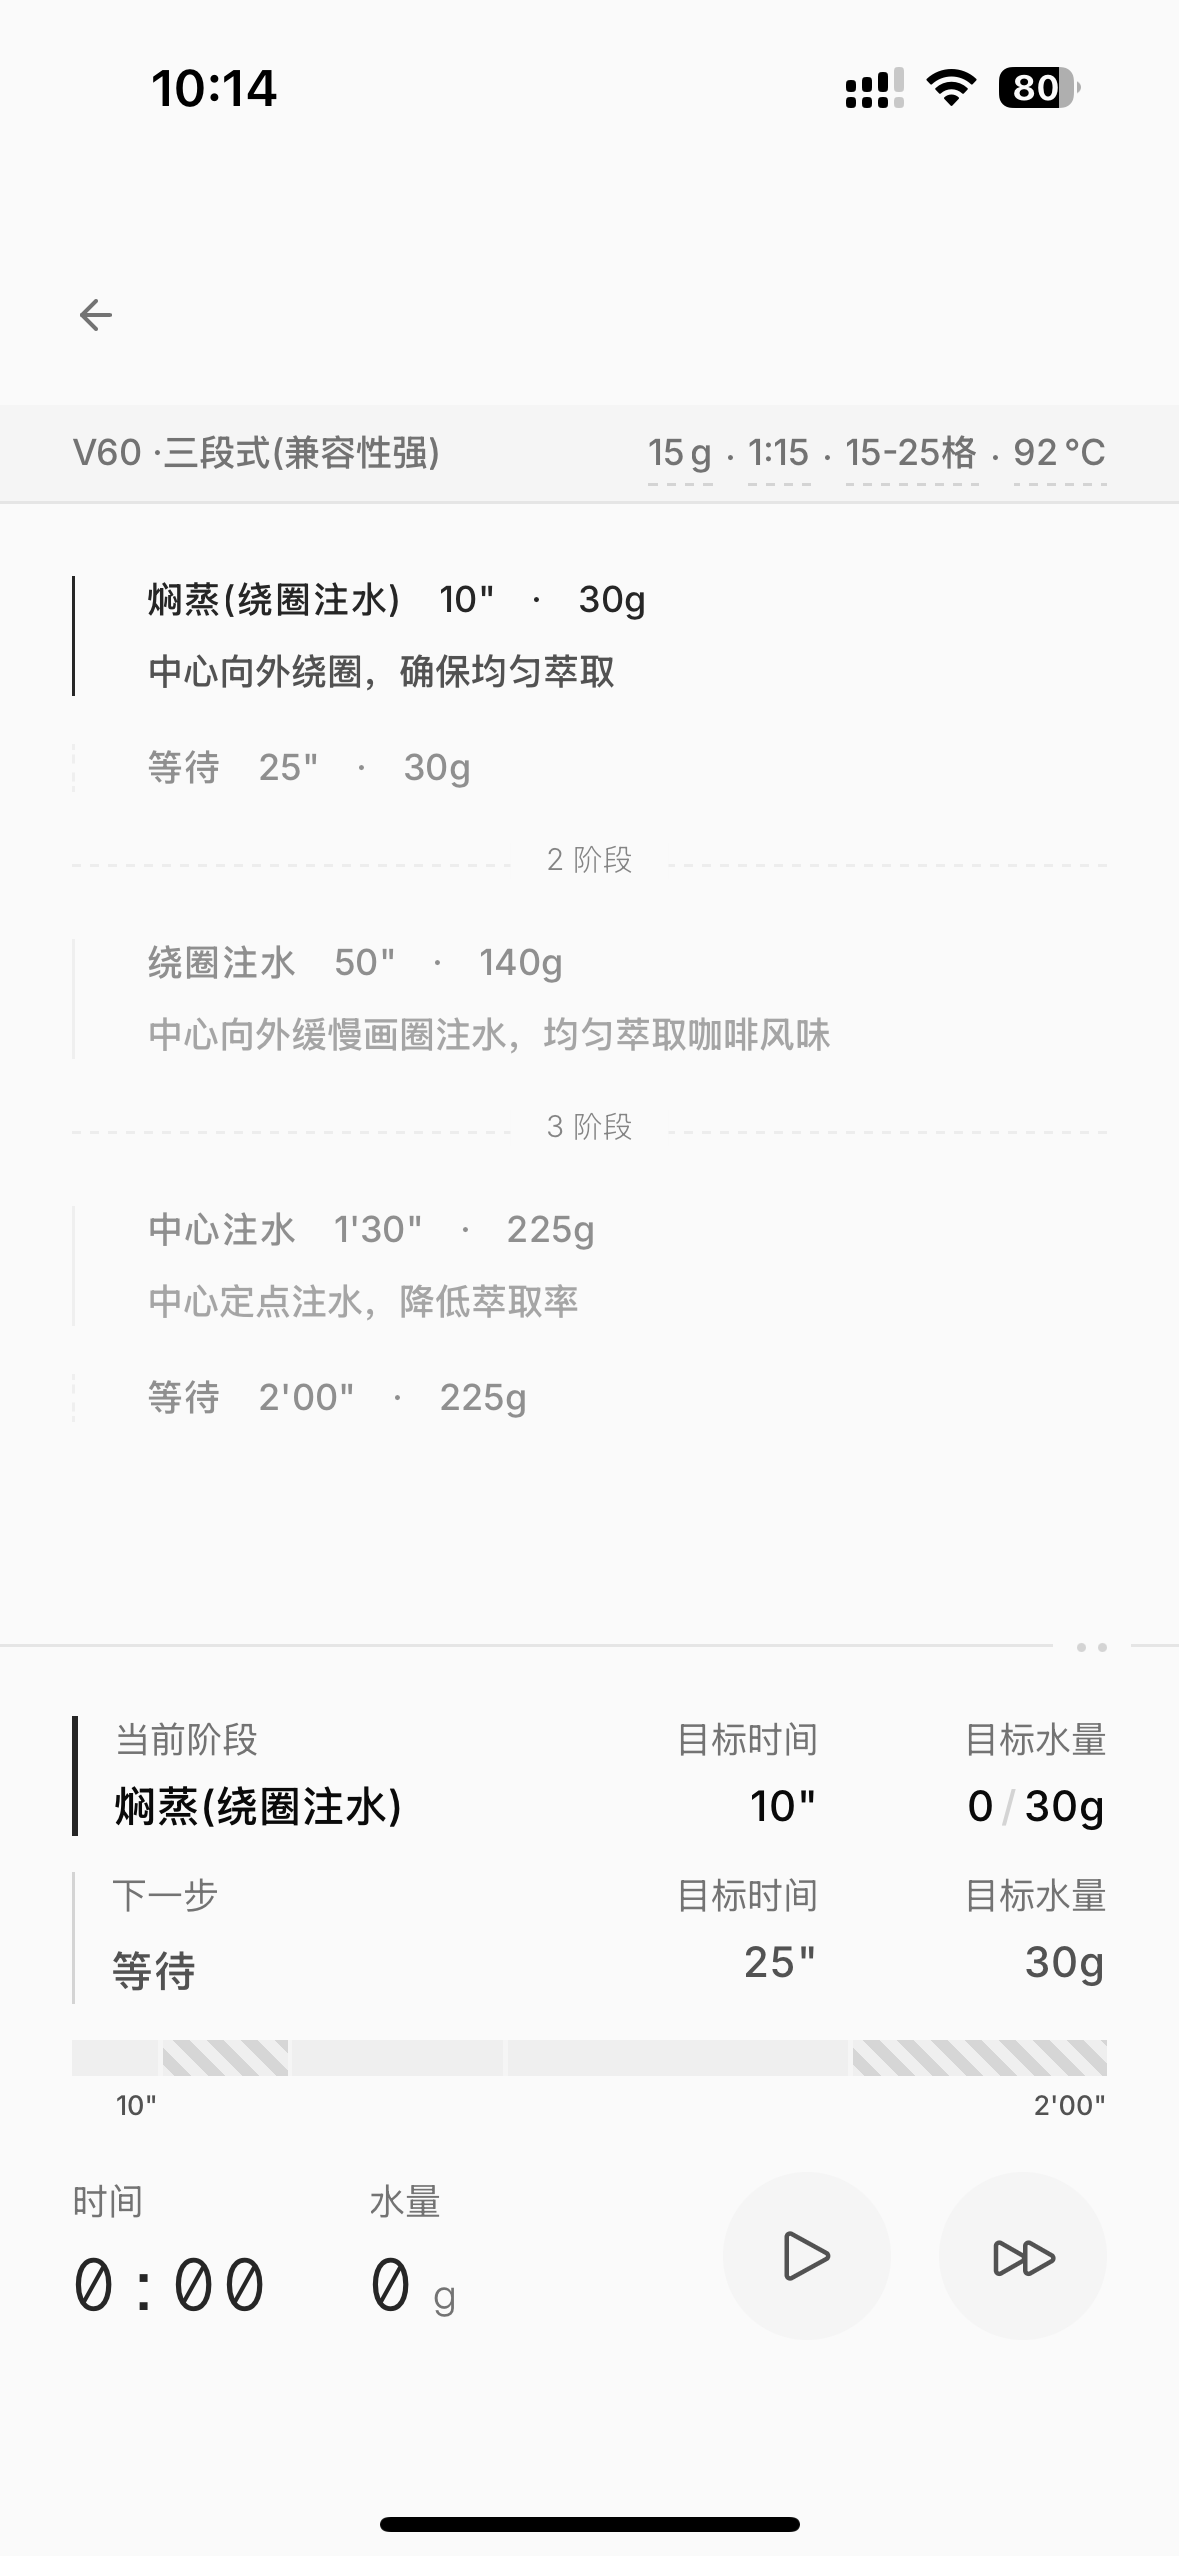 10:14
80
V60 ·三段式(兼容性强) 15 g · 1:15 · 15-25格 · 92 °C
焖蒸(绕圈注水) 10" · 30g
中心向外绕圈，确保均匀萃取
等待 25" · 30g
2 阶段
绕圈注水 50" · 140g
中心向外缓慢画圈注水，均匀萃取咖啡风味
3 阶段
中心注水 1'30" · 225g
中心定点注水，降低萃取率
等待 2'00" · 225g
当前阶段 目标时间 目标水量
焖蒸(绕圈注水) 10" 0 / 30g
下一步 目标时间 目标水量
等待 25" 30g
10" 2'00"
时间 水量
0:00 0 g